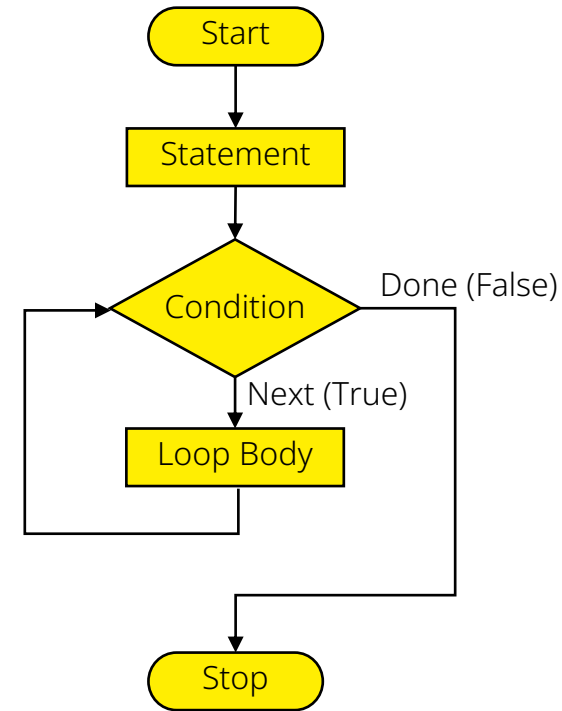 Start
Statement
Condition
Done (False)
Next (True)
Loop Body
Stop